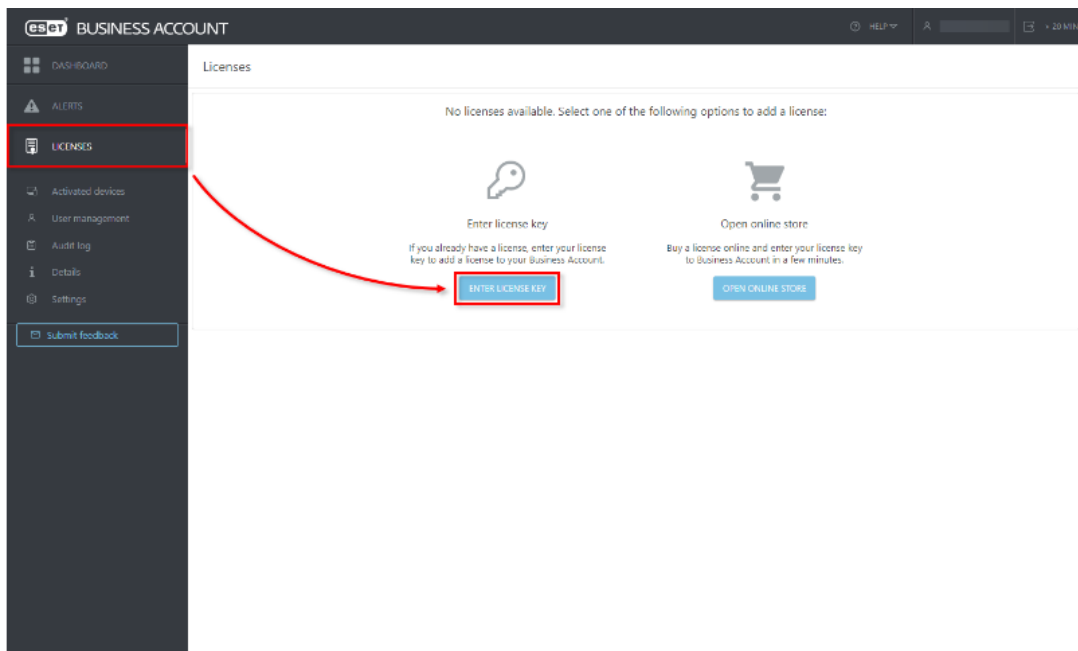 eseT BUSINESS ACCOUNT
HELP
> 20 MIN
DASHBOARD
ALERTS
LICENSES
Activated devices
User management
Audit log
Details
Settings
Submit feedback
Licenses
No licenses available. Select one of the following options to add a license:
Enter license key
If you already have a license, enter your license
key to add a license to your Business Account.
ENTER LICENSE KEY
Open online store
Buy a license online and enter your license key
to Business Account in a few minutes.
OPEN ONLINE STORE